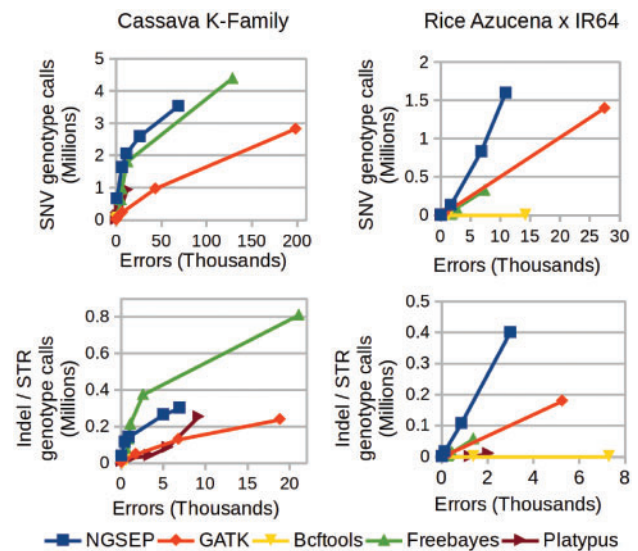 Cassava K-Family
Rice Azucena x IR64
SNV genotype calls
(Millions)
5
4
3
2
1
0
0 50 100 150 200
Errors (Thousands)
SNV genotype calls
(Millions)
2
1.5
1
0.5
0
0 5 10 15 20 25 30
Errors (Thousands)
Indel / STR
genotype calls
(Millions)
0.8
0.6
0.4
0.2
0
0 5 10 15 20
Errors (Thousands)
Indel / STR
genotype calls
(Millions)
0.5
0.4
0.3
0.2
0.1
0
0 2 4 6 8
Errors (Thousands)
NGSEP GATK Bcftools Freebayes Platypus